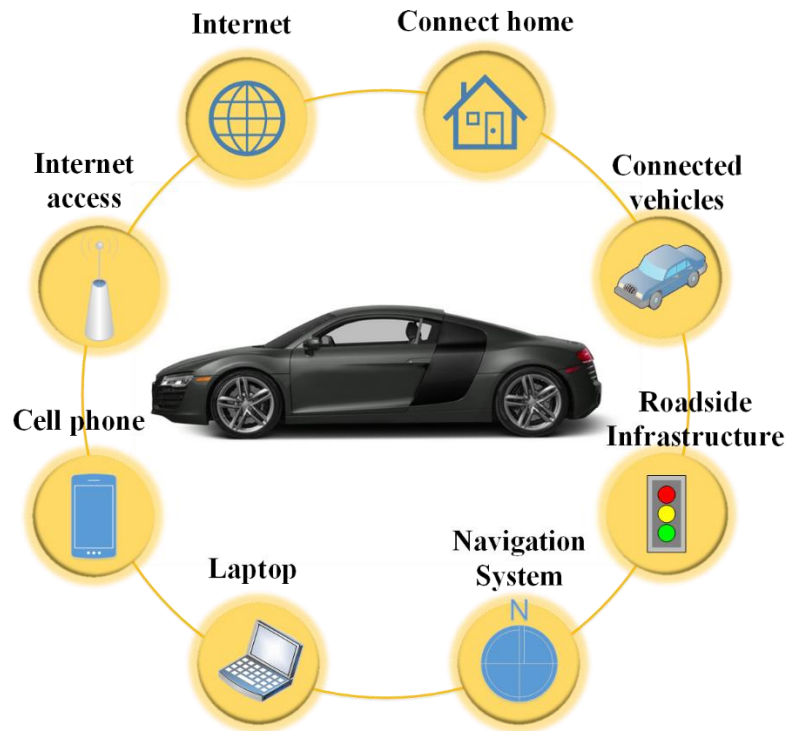 Internet
Connect home
Internet
access
Connected
vehicles
Cell phone
Roadside
Infrastructure
Laptop
Navigation
System
N